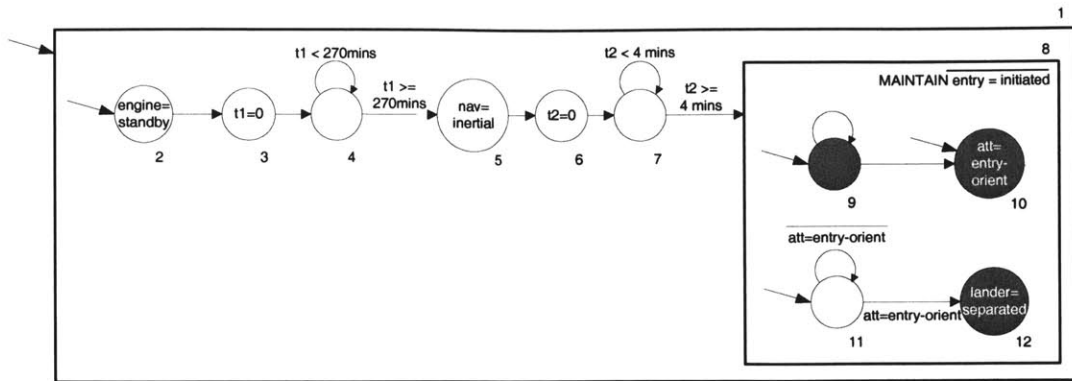 1
8
t1 < 270mins
t2 < 4 mins
MAINTAIN entry = initiated
t1 >=
270mins
t2 >=
4 mins
engine=
standby
t1=0
nav=
inertial
t2=0
2
3
4
5
6
7
att=
entry-
orient
9
10
att=entry-orient
lander=
separated
att=entry-orient
11
12